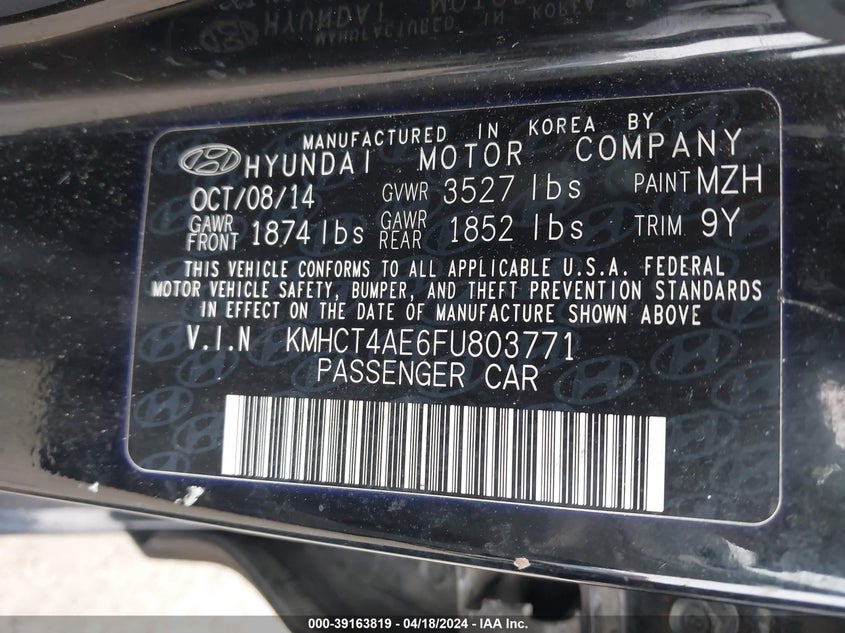 MANUFACTURED IN KOREA BY
HYUNDAI MOTOR COMPANY
OCT/08/14 GVWR 3527 lbs PAINT MZH
GAWR FRONT 1874 lbs GAWR REAR 1852 lbs TRIM 9Y
THIS VEHICLE CONFORMS TO ALL APPLICABLE U.S.A. FEDERAL
MOTOR VEHICLE SAFETY, BUMPER, AND THEFT PREVENTION STANDARDS
IN EFFECT ON THE DATE OF MANUFACTURE SHOWN ABOVE
V.I.N KMHCT4AE6FU803771
PASSENGER CAR
000-39163819 - 04/18/2024 - COPYRIGHT IAA, Inc.